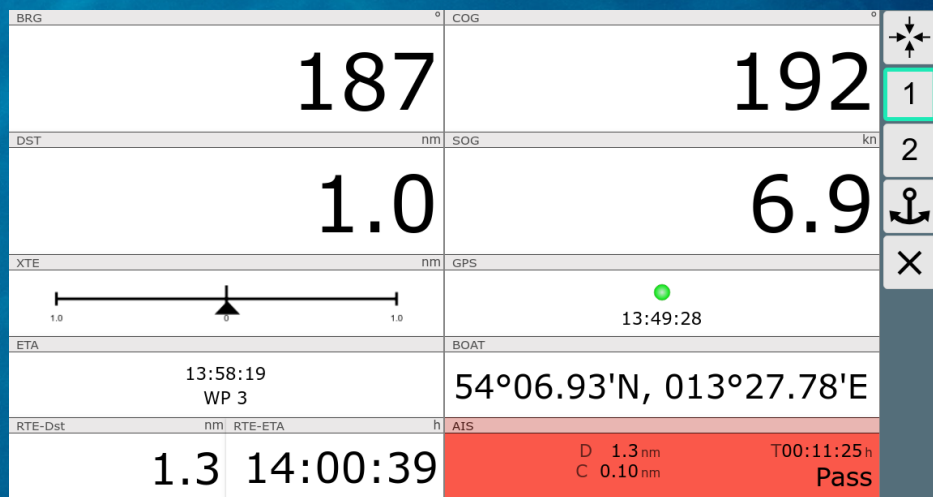 BRG °
187
COG °
192
DST nm
1.0
SOG kn
6.9
XTE nm
1.0 0 1.0
GPS
13:49:28
ETA
13:58:19
WP 3
BOAT
54°06.93'N, 013°27.78'E
RTE-Dst nm
1.3
RTE-ETA h
14:00:39
AIS
D 1.3 nm T00:11:25 h
C 0.10 nm Pass
1
2